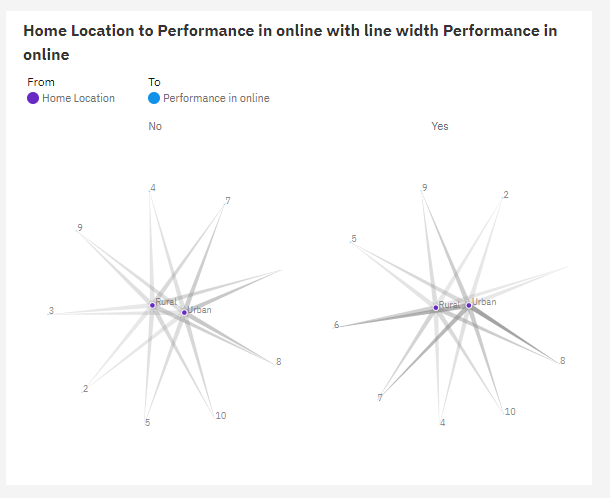 Home Location to Performance in online with line width Performance in
online
From
To
Home Location
Performance in online
No
Yes
4
7
9
Rural
Urban
3
8
2
10
5
9
2
5
Rural
Urban
6
8
7
10
4